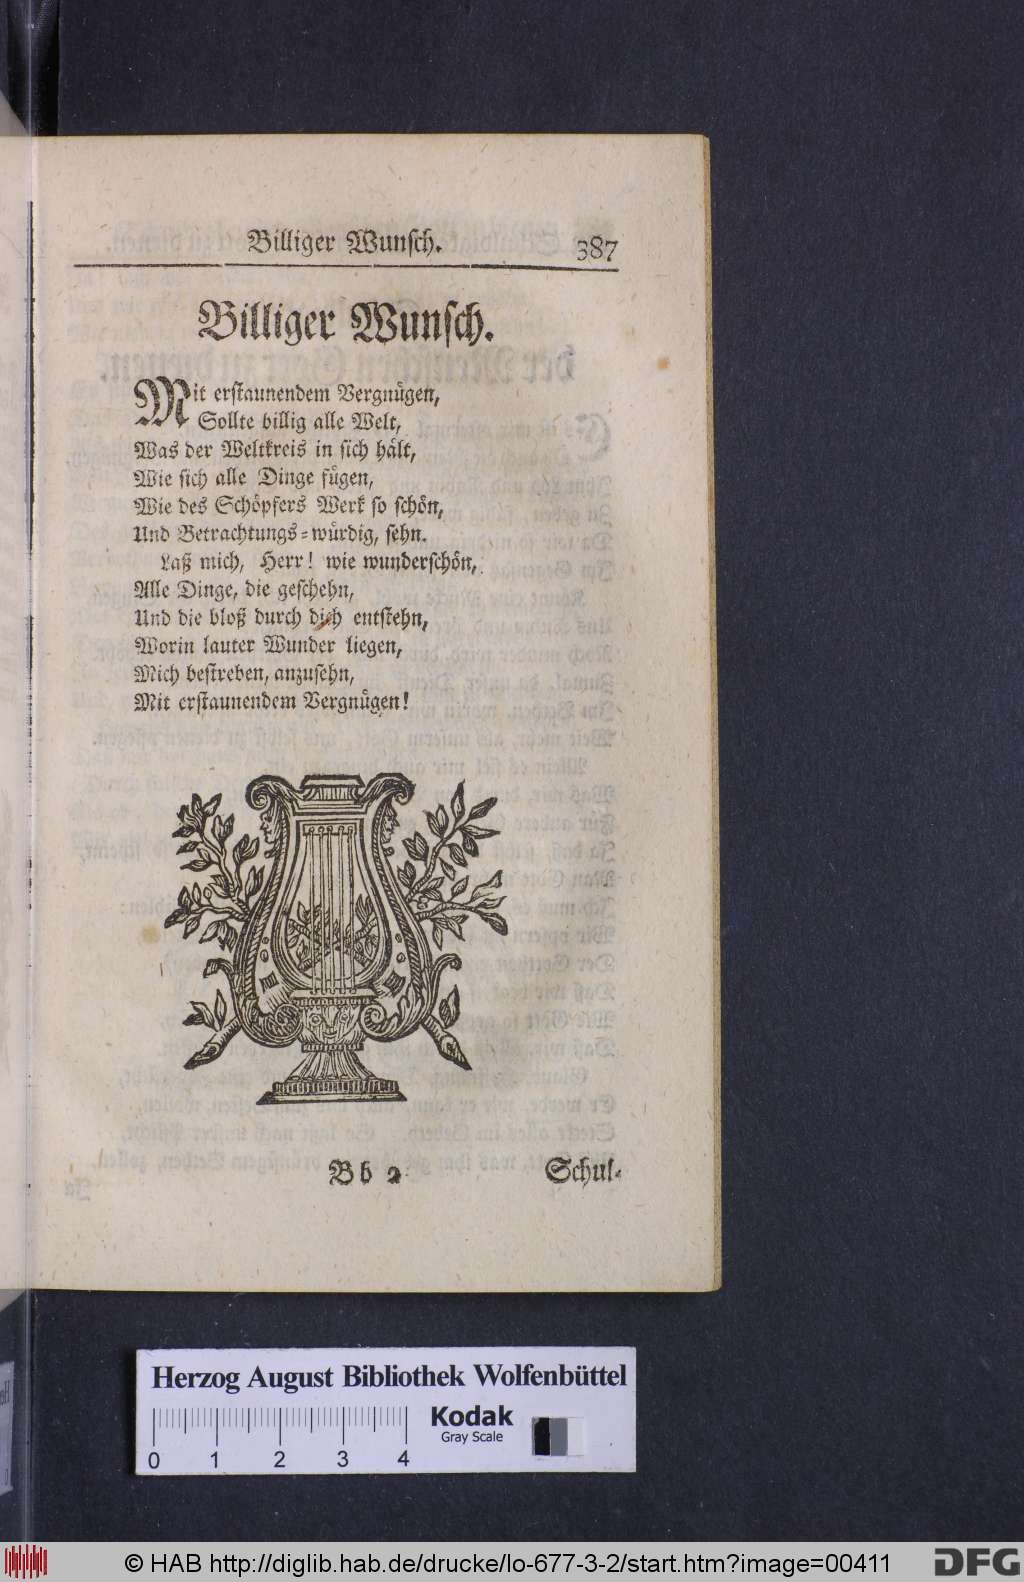 Billiger Wunsch. 387
Billiger Wunsch.
Mit erstaunendem Vergnügen,
Sollte billig alle Welt,
Was der Weltkreis in sich hält,
Wie sich alle Dinge fügen,
Wie des Schöpfers Werk so schön,
Und Betrachtungs-würdig, sehn.
Laß mich, Herr! wie wunderschön,
Alle Dinge, die geschehn,
Und die bloß durch dich entstehn,
Worin lauter Wunder liegen,
Mich bestreben, anzusehn,
Mit erstaunendem Vergnügen!
B b 2 Schul-
Herzog August Bibliothek Wolfenbüttel
Kodak
Gray Scale
0 1 2 3 4
© HAB http://diglib.hab.de/drucke/lo-677-3-2/start.htm?image=00411
DFG